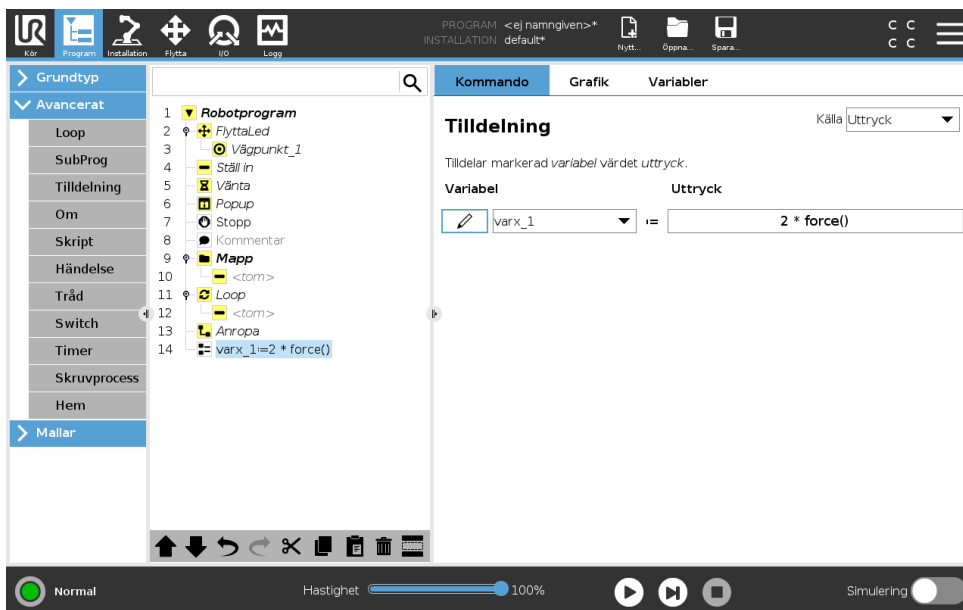 PROGRAM <ej namngiven>*
INSTALLATION default*
Kör
Program
Installation
Flytta
I/O
Logg
Nytt...
Öppna...
Spara...
C C
C C
Grundtyp
Avancerat
Loop
SubProg
Tilldelning
Om
Skript
Händelse
Tråd
Switch
Timer
Skruvprocess
Hem
Mallar
1 Robotprogram
2 FlyttaLed
3 Vägpunkt_1
4 Ställ in
5 Vänta
6 Popup
7 Stopp
8 Kommentar
9 Mapp
10 <tom>
11 Loop
12 <tom>
13 Anropa
14 varx_1:=2 * force()
Kommando
Grafik
Variabler
Tilldelning
Källa Uttryck
Tilldelar markerad variabel värdet uttryck.
Variabel
Uttryck
varx_1
:=
2 * force()
Normal
Hastighet
100%
Simulering